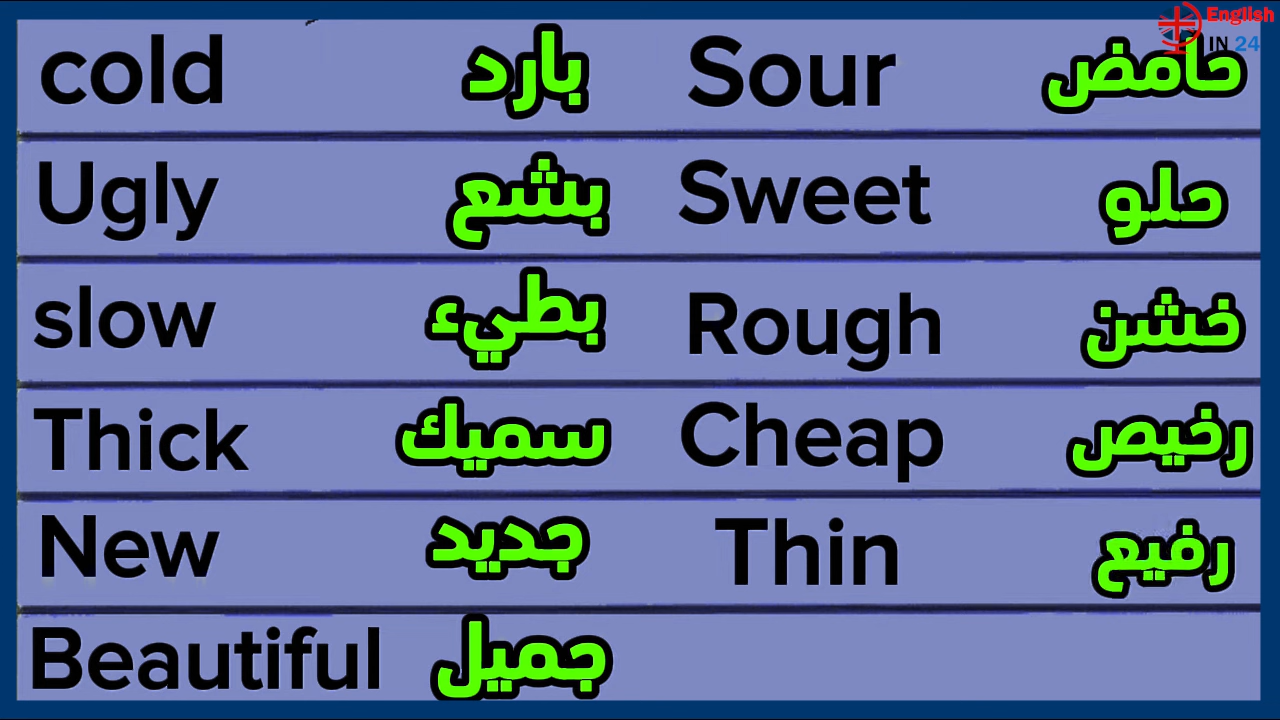 English
IN 24
cold بارد Sour حامض
Ugly بشع Sweet حلو
slow بطيء Rough خشن
Thick سميك Cheap رخيص
New جديد Thin رفيع
Beautiful جميل